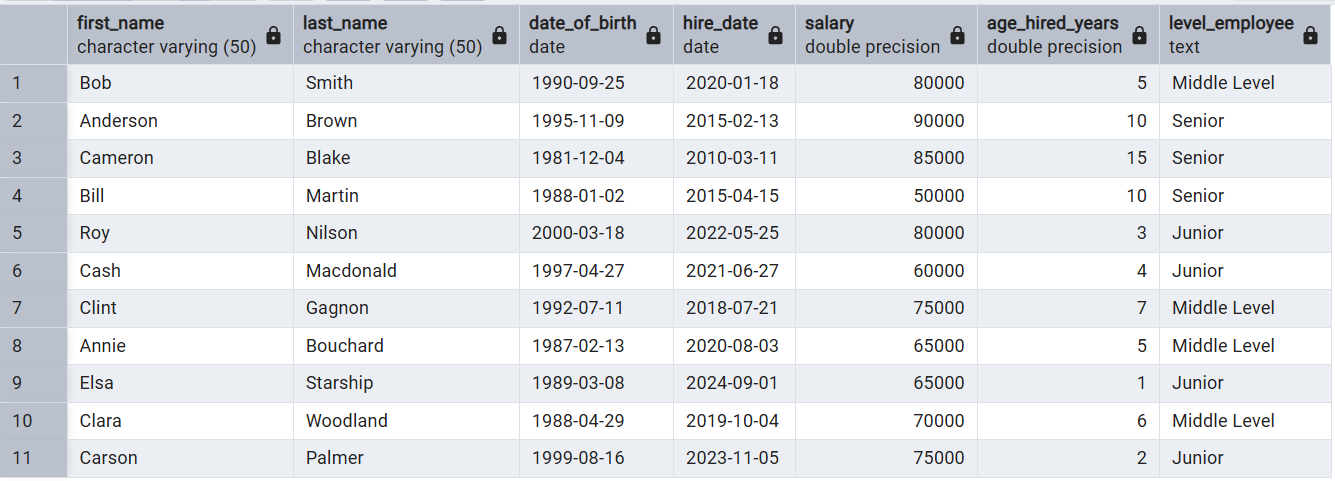 first_name last_name date_of_birth hire_date salary age_hired_years level_employee
character varying (50) character varying (50) date date double precision double precision text
1 Bob Smith 1990-09-25 2020-01-18 80000 5 Middle Level
2 Anderson Brown 1995-11-09 2015-02-13 90000 10 Senior
3 Cameron Blake 1981-12-04 2010-03-11 85000 15 Senior
4 Bill Martin 1988-01-02 2015-04-15 50000 10 Senior
5 Roy Nilson 2000-03-18 2022-05-25 80000 3 Junior
6 Cash Macdonald 1997-04-27 2021-06-27 60000 4 Junior
7 Clint Gagnon 1992-07-11 2018-07-21 75000 7 Middle Level
8 Annie Bouchard 1987-02-13 2020-08-03 65000 5 Middle Level
9 Elsa Starship 1989-03-08 2024-09-01 65000 1 Junior
10 Clara Woodland 1988-04-29 2019-10-04 70000 6 Middle Level
11 Carson Palmer 1999-08-16 2023-11-05 75000 2 Junior